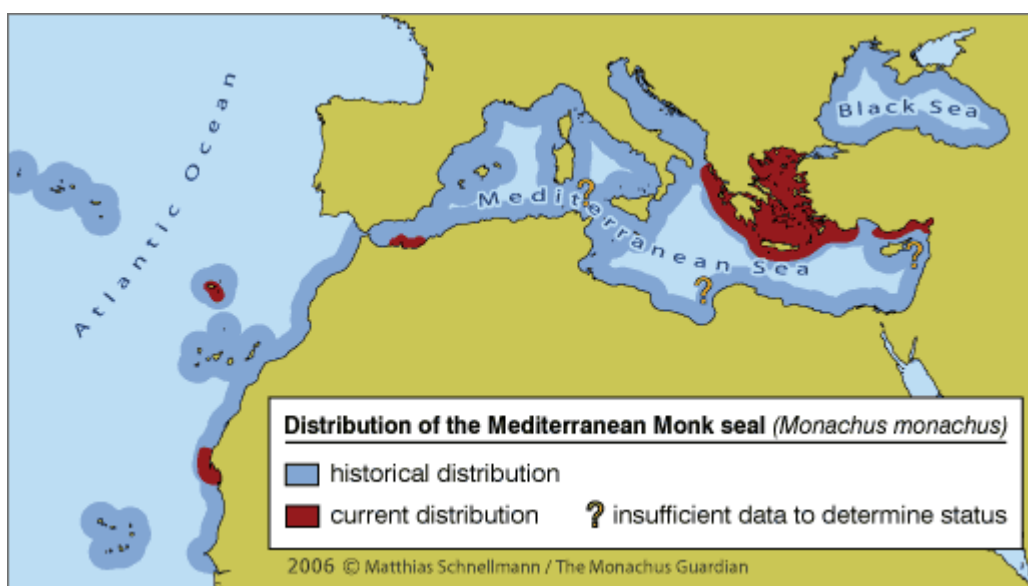 Atlantic Ocean
Black Sea
Mediterranean Sea
?
?
?
Distribution of the Mediterranean Monk seal (Monachus monachus)
historical distribution
current distribution
? insufficient data to determine status
2006 © Matthias Schnellmann / The Monachus Guardian